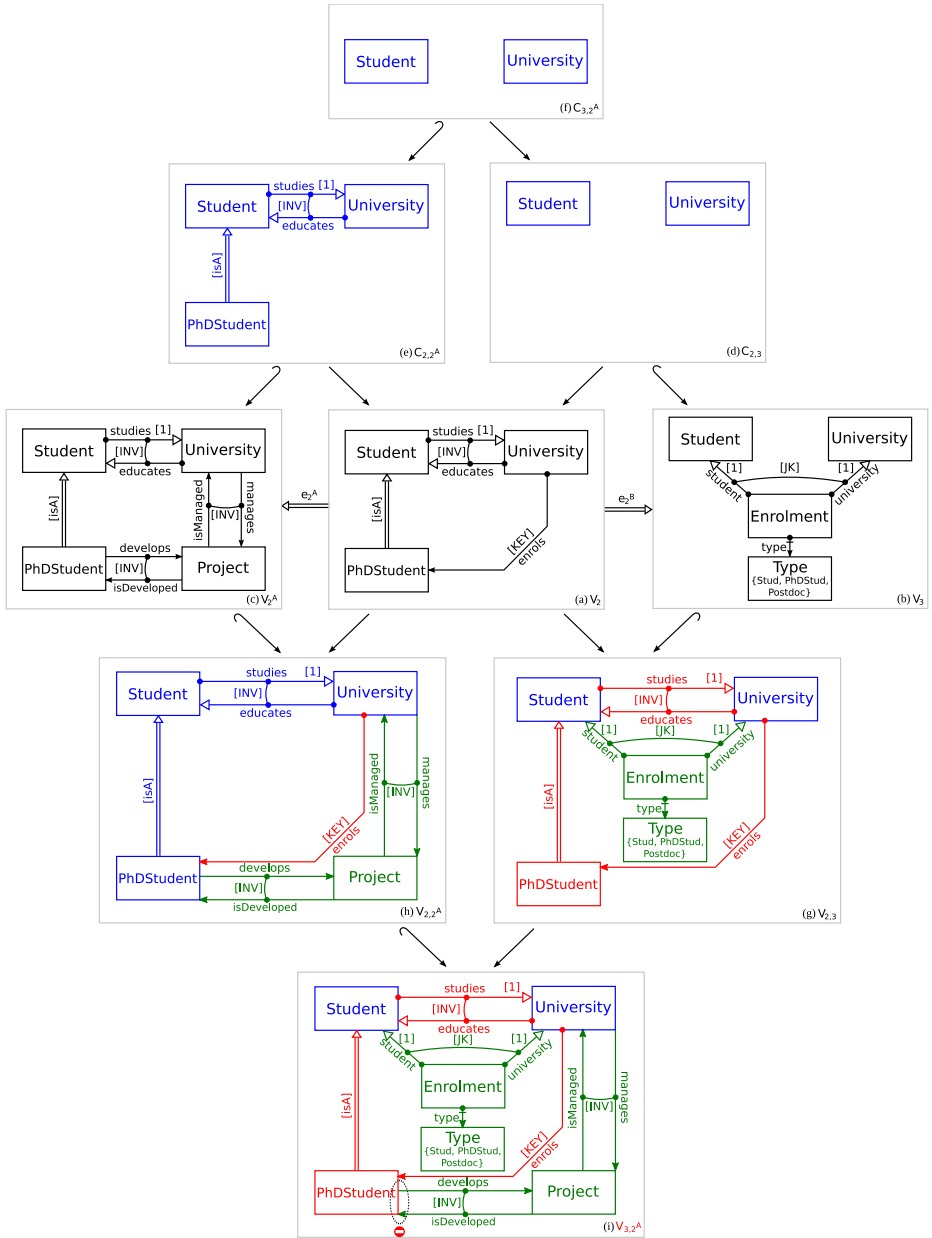 Student
University
(f) C3,2A
studies [1]
Student
[INV]
University
educates
[isA]
PhDStudent
(e) C2,2A
Student
University
(d) C2,3
studies [1]
Student
[INV]
University
educates
[isA]
isManaged
[INV]
manages
develops
PhDStudent
[INV]
Project
isDeveloped
(c) V2A
e2A
studies [1]
Student
[INV]
University
educates
[isA]
[KEY]
enrols
PhDStudent
(a) V2
e2B
Student
University
[1]
[JK]
[1]
student
university
Enrolment
type
Type
{Stud, PhDStud,
Postdoc}
(b) V3
studies [1]
Student
[INV]
University
educates
[isA]
isManaged
[INV]
manages
[KEY]
enrols
develops
PhDStudent
[INV]
Project
isDeveloped
(h) V2,2A
studies [1]
Student
[INV]
University
educates
[1]
[JK]
[1]
student
university
[isA]
Enrolment
type
Type
{Stud, PhDStud,
Postdoc}
[KEY]
enrols
PhDStudent
(g) V2,3
studies [1]
Student
[INV]
University
educates
[1]
[JK]
[1]
student
university
[isA]
Enrolment
isManaged
[INV]
manages
type
Type
{Stud, PhDStud,
Postdoc}
[KEY]
enrols
develops
PhDStudent
[INV]
Project
isDeveloped
(i) V3,2A